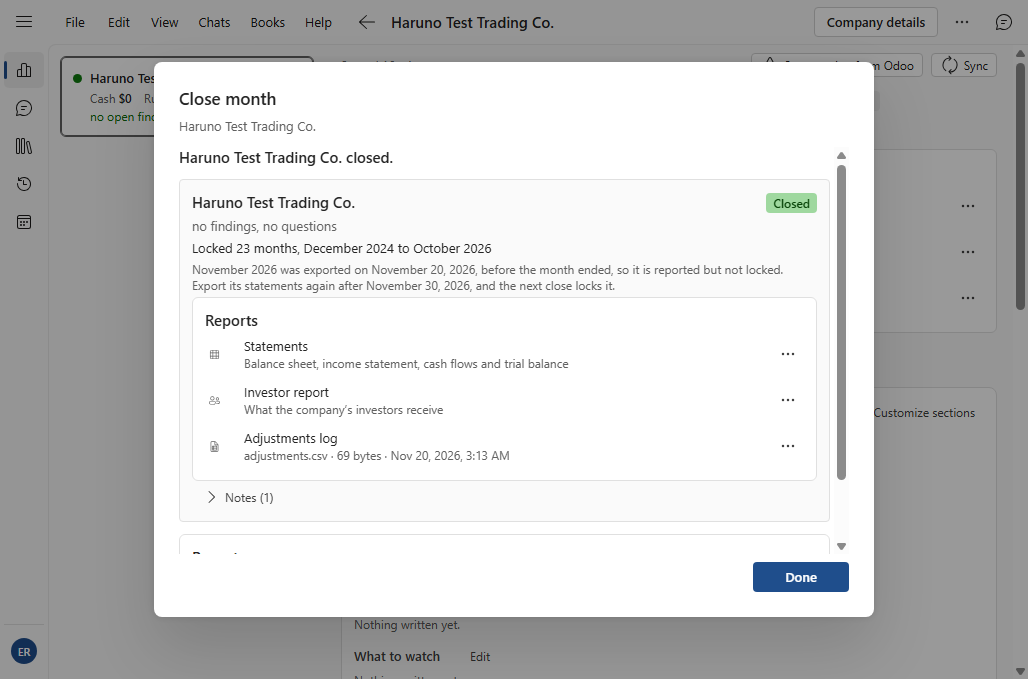 File Edit View Chats Books Help Haruno Test Trading Co. Company details
Haruno Tes
Cash $0
no open find
from Odoo Sync
Close month
Haruno Test Trading Co.
Haruno Test Trading Co. closed.
Haruno Test Trading Co. Closed
no findings, no questions
Locked 23 months, December 2024 to October 2026
November 2026 was exported on November 20, 2026, before the month ended, so it is reported but not locked.
Export its statements again after November 30, 2026, and the next close locks it.
Reports
Statements
Balance sheet, income statement, cash flows and trial balance
Investor report
What the company’s investors receive
Adjustments log
adjustments.csv · 69 bytes · Nov 20, 2026, 3:13 AM
Notes (1)
Customize sections
Done
Nothing written yet.
What to watch Edit
ER